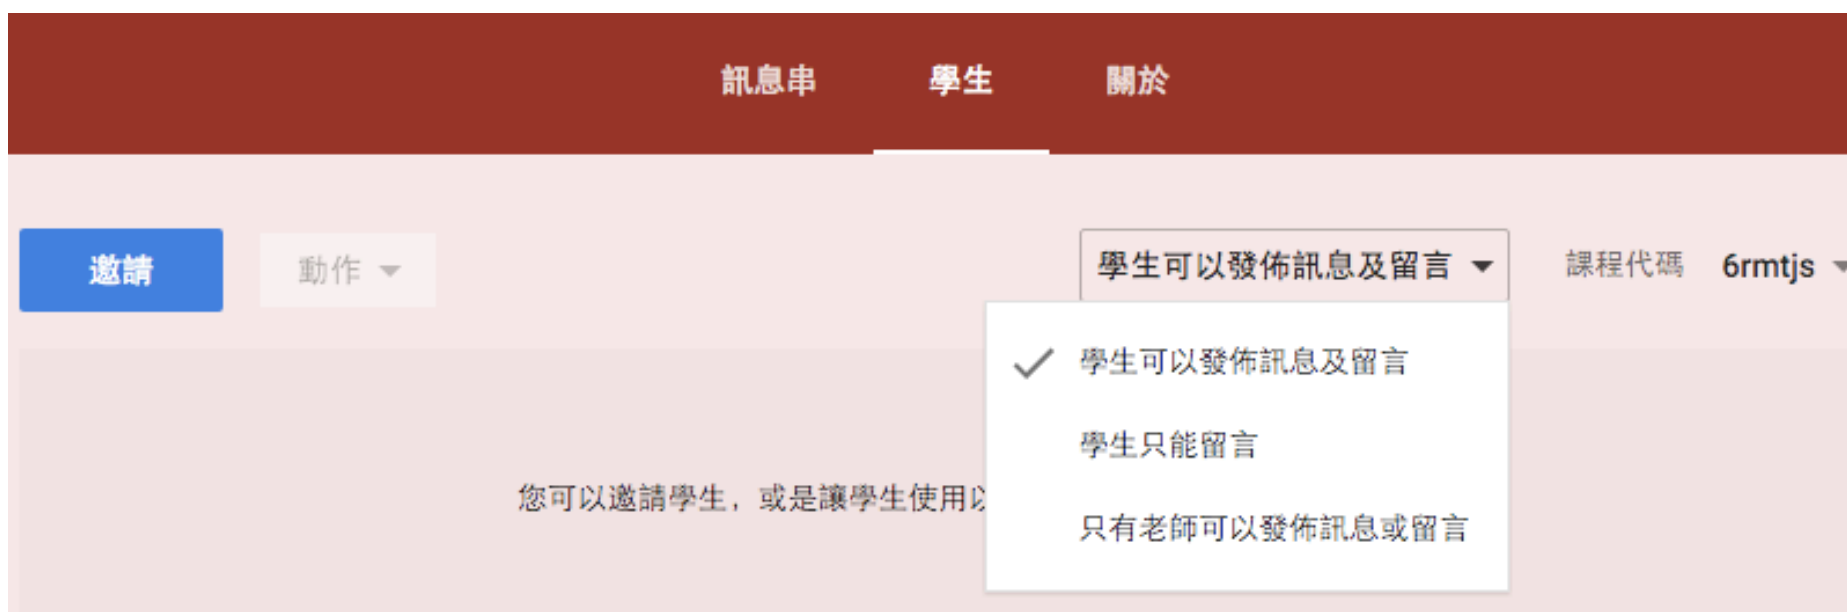 訊息串 學生 關於
邀請 動作 學生可以發佈訊息及留言 課程代碼 6rmtjs
學生可以發佈訊息及留言
學生只能留言
您可以邀請學生，或是讓學生使用以
只有老師可以發佈訊息或留言